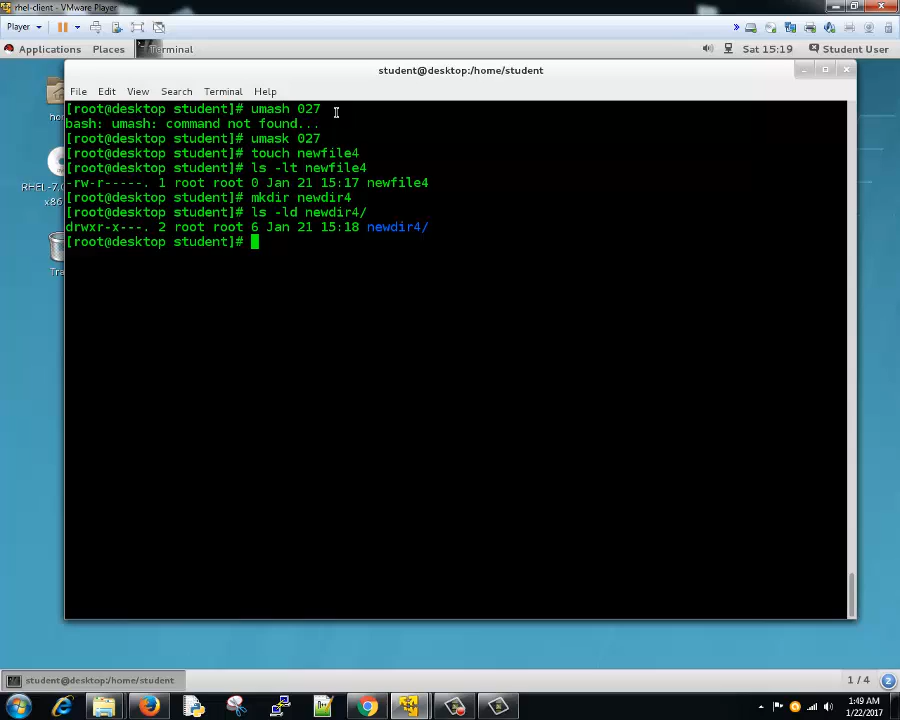 rhel-client - VMware Player
Player
Applications Places Terminal Sat 15:19 Student User
student@desktop:/home/student
File Edit View Search Terminal Help
[root@desktop student]# umash 027
bash: umash: command not found...
[root@desktop student]# umask 027
[root@desktop student]# touch newfile4
[root@desktop student]# ls -lt newfile4
-rw-r-----. 1 root root 0 Jan 21 15:17 newfile4
[root@desktop student]# mkdir newdir4
[root@desktop student]# ls -ld newdir4/
drwxr-x---. 2 root root 6 Jan 21 15:18 newdir4/
[root@desktop student]#
student@desktop:/home/student 1 / 4 2
1:49 AM
1/22/2017